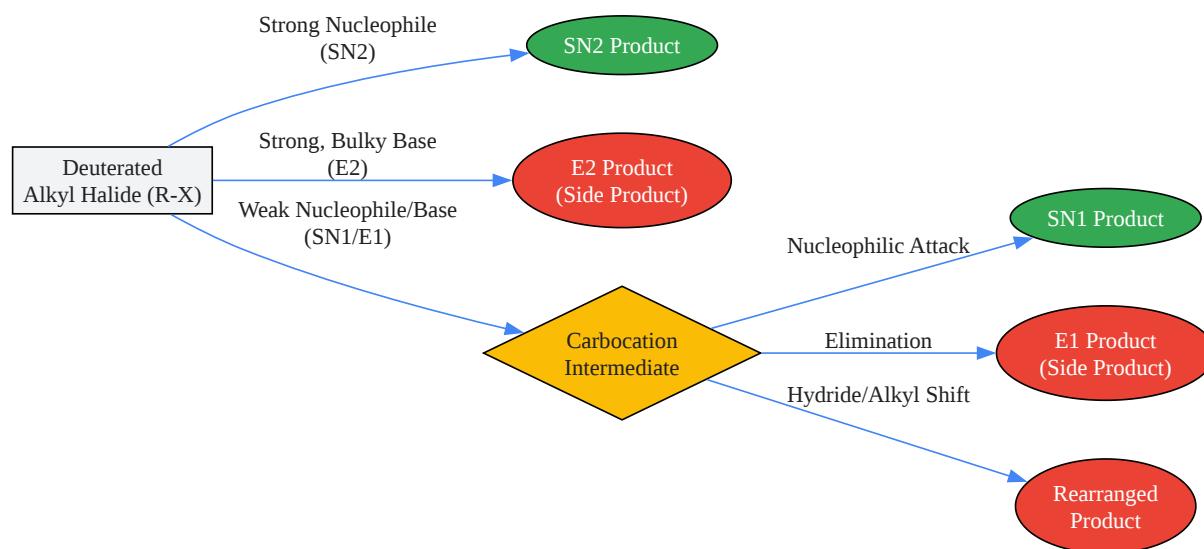 Strong Nucleophile
(SN2)
SN2 Product
Deuterated
Alkyl Halide (R-X)
Strong, Bulky Base
(E2)
E2 Product
(Side Product)
Weak Nucleophile/Base
(SN1/E1)
Carbocation
Intermediate
Nucleophilic Attack
SN1 Product
Elimination
E1 Product
(Side Product)
Hydride/Alkyl Shift
Rearranged
Product